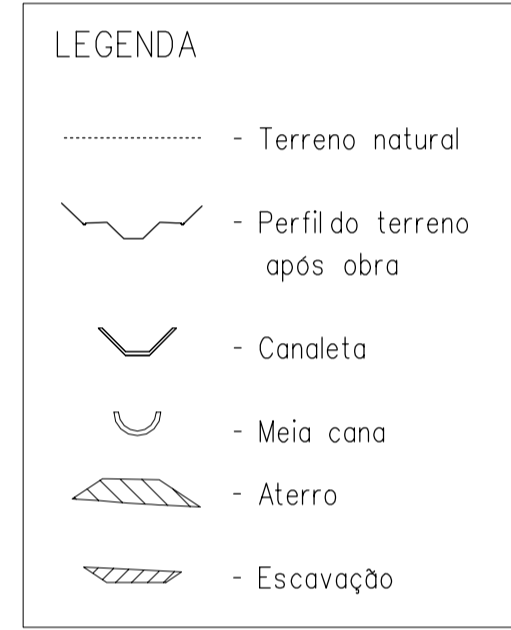 LEGENDA
- Terreno natural
- Perfil do terreno
após obra
- Canaleta
- Meia cana
- Aterro
- Escavação